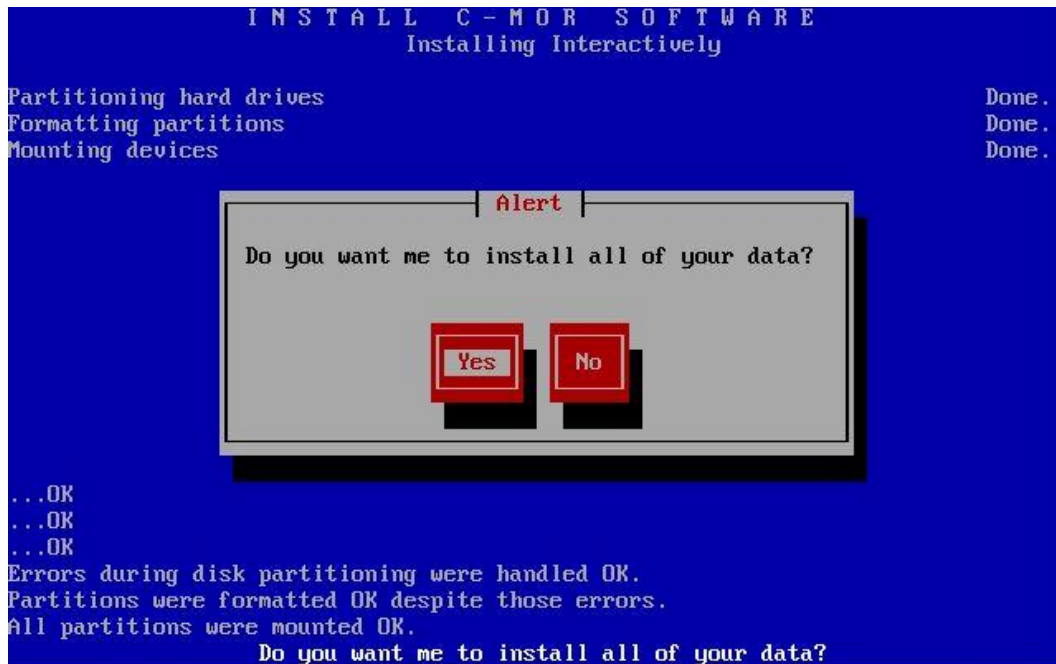 INSTALL C-MOR SOFTWARE
Installing Interactively
Partitioning hard drives Done.
Formatting partitions Done.
Mounting devices Done.
Alert
Do you want me to install all of your data?
Yes No
...OK
...OK
...OK
Errors during disk partitioning were handled OK.
Partitions were formatted OK despite those errors.
All partitions were mounted OK.
Do you want me to install all of your data?